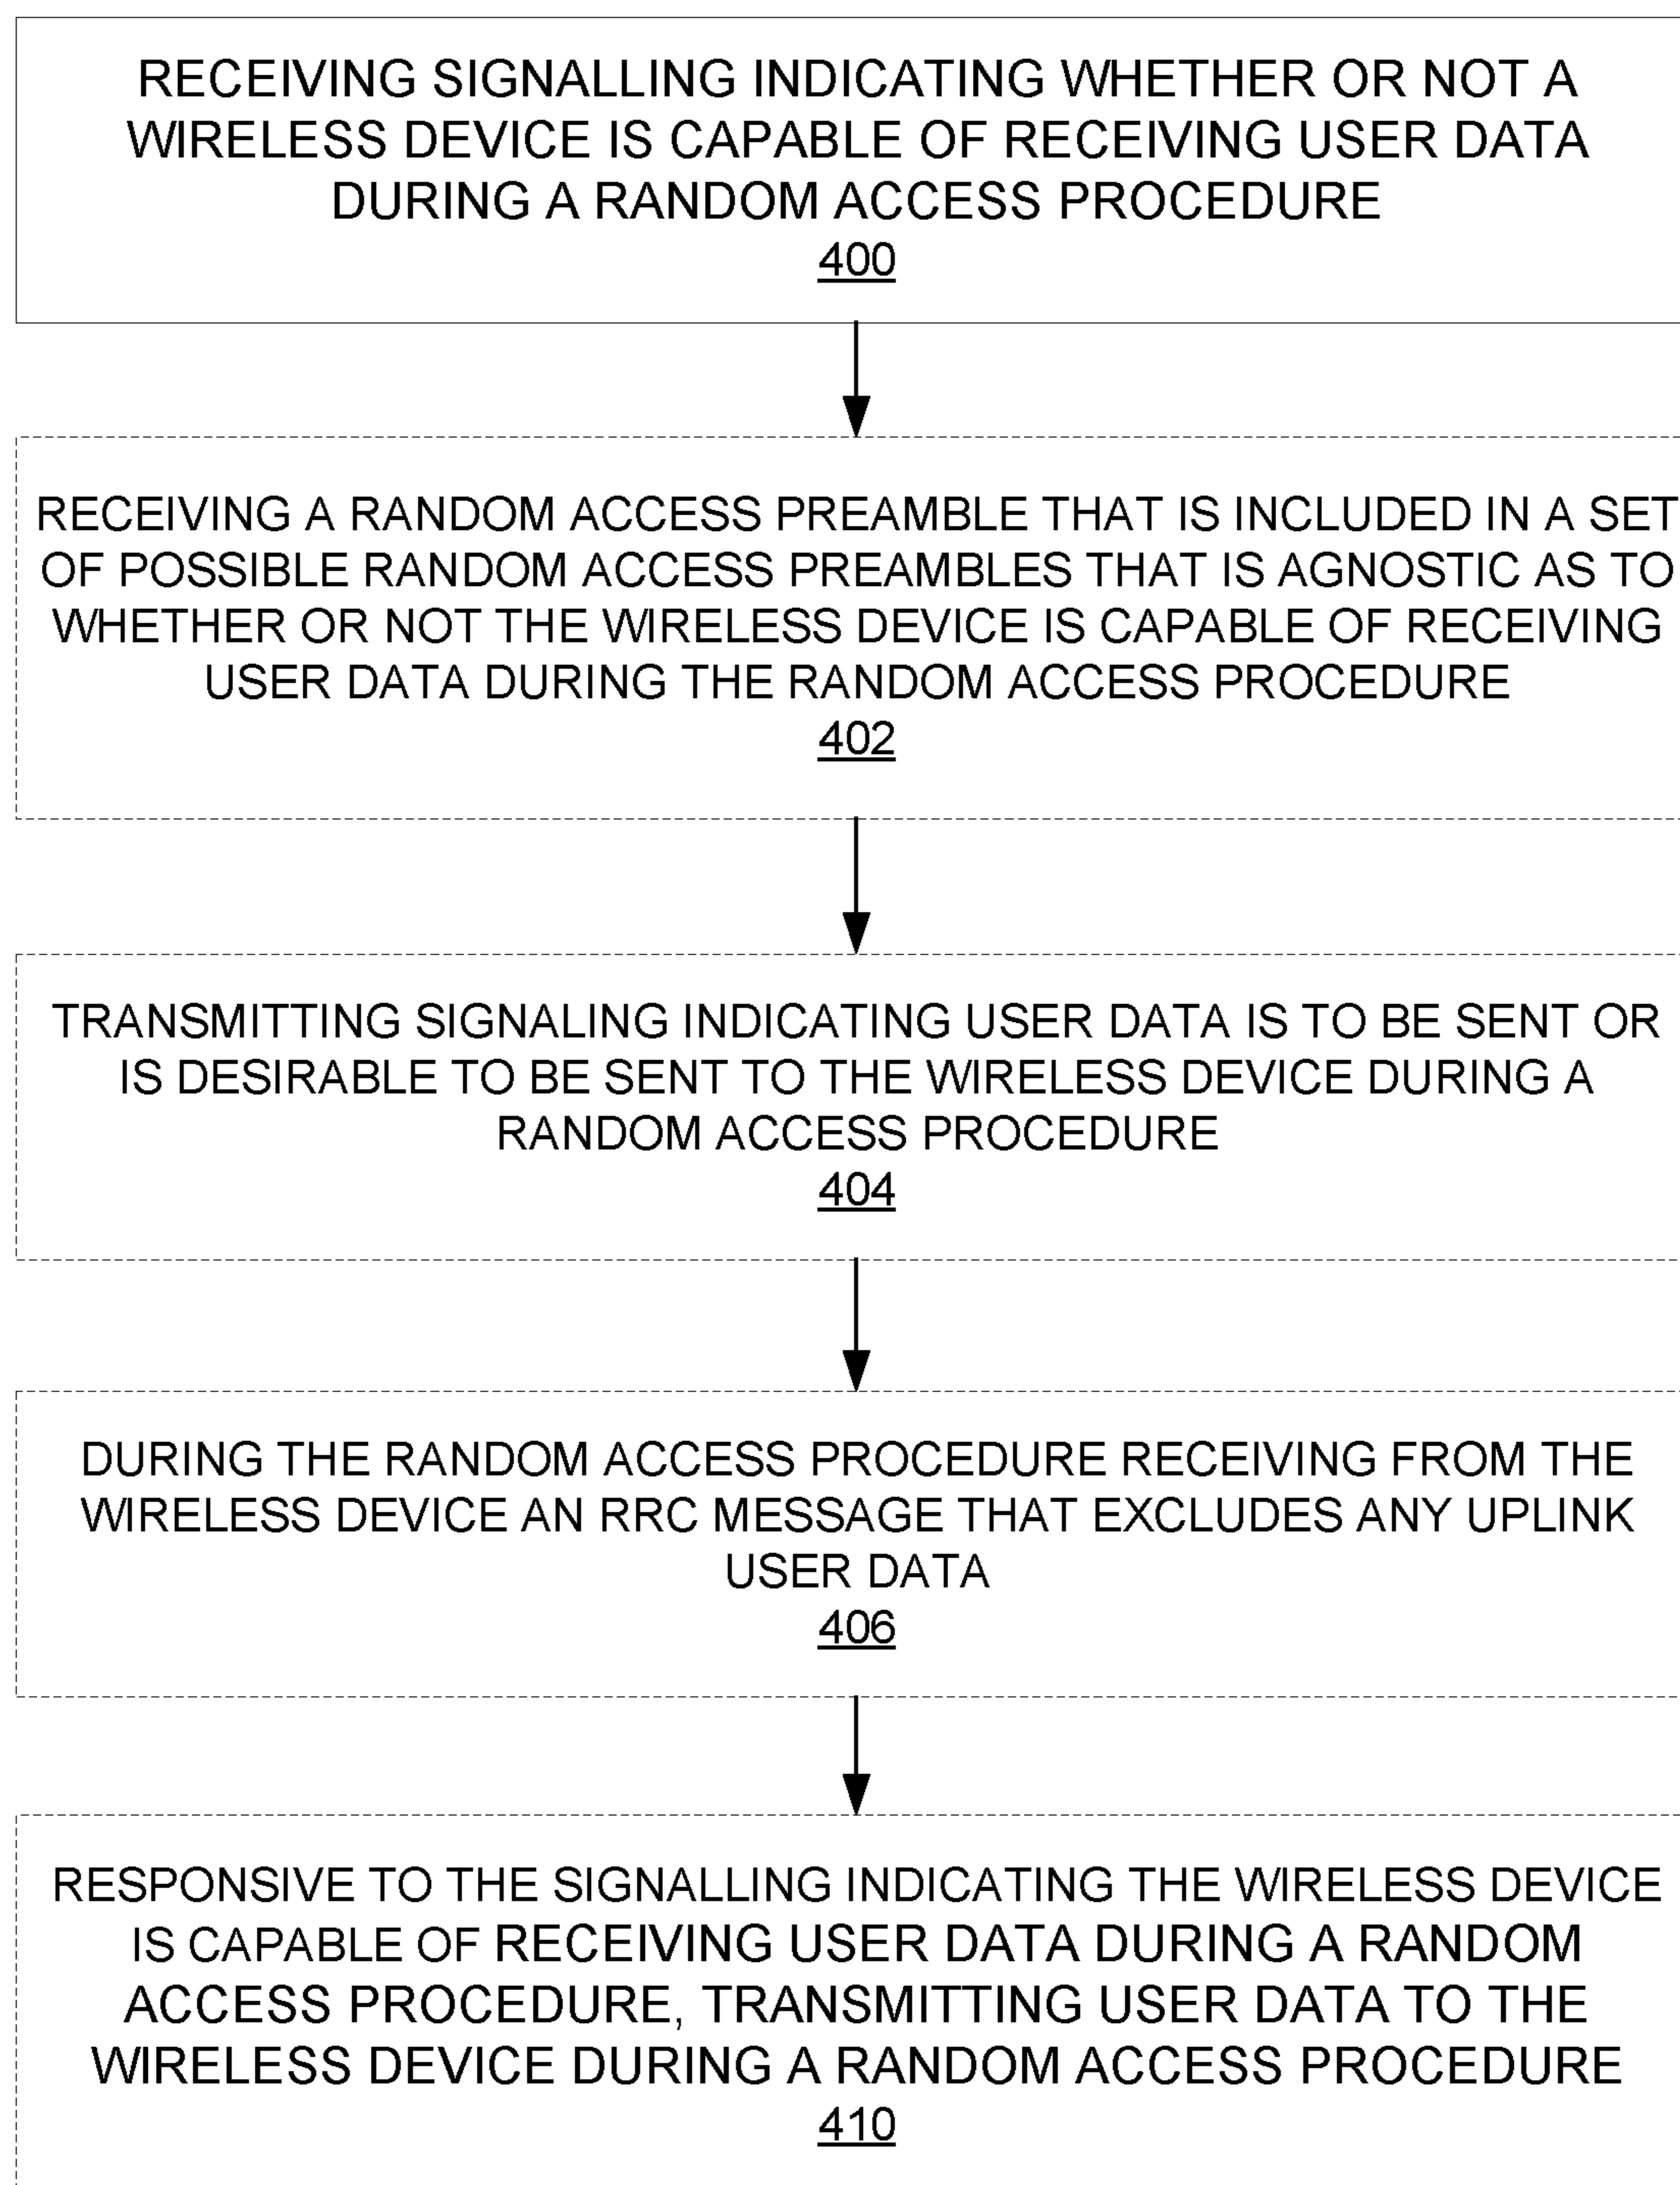 RECEIVING SIGNALLING INDICATING WHETHER OR NOT A
WIRELESS DEVICE IS CAPABLE OF RECEIVING USER DATA
DURING A RANDOM ACCESS PROCEDURE
400
RECEIVING A RANDOM ACCESS PREAMBLE THAT IS INCLUDED IN A SET
OF POSSIBLE RANDOM ACCESS PREAMBLES THAT IS AGNOSTIC AS TO
WHETHER OR NOT THE WIRELESS DEVICE IS CAPABLE OF RECEIVING
USER DATA DURING THE RANDOM ACCESS PROCEDURE
402
TRANSMITTING SIGNALING INDICATING USER DATA IS TO BE SENT OR
IS DESIRABLE TO BE SENT TO THE WIRELESS DEVICE DURING A
RANDOM ACCESS PROCEDURE
404
DURING THE RANDOM ACCESS PROCEDURE RECEIVING FROM THE
WIRELESS DEVICE AN RRC MESSAGE THAT EXCLUDES ANY UPLINK
USER DATA
406
RESPONSIVE TO THE SIGNALLING INDICATING THE WIRELESS DEVICE
IS CAPABLE OF RECEIVING USER DATA DURING A RANDOM
ACCESS PROCEDURE, TRANSMITTING USER DATA TO THE
WIRELESS DEVICE DURING A RANDOM ACCESS PROCEDURE
410